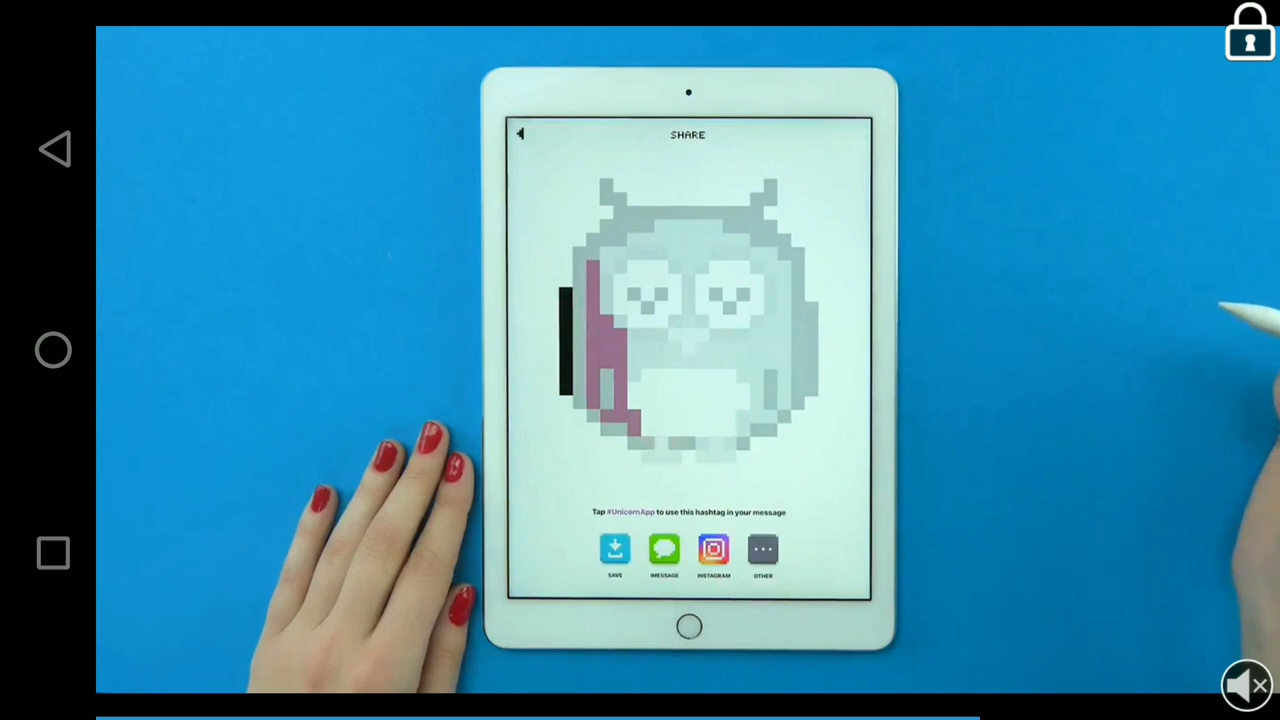 SHARE
Tap #UnicornApp to use this hashtag in your message
SAVE
IMESSAGE
INSTAGRAM
OTHER